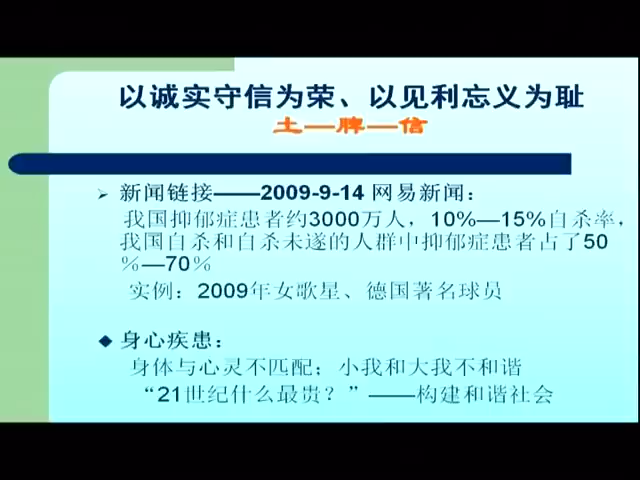 以诚实守信为荣、以见利忘义为耻
土—脾—信
新闻链接——2009-9-14 网易新闻：
我国抑郁症患者约3000万人，10%—15%自杀率，
我国自杀和自杀未遂的人群中抑郁症患者占了50
%—70%
实例：2009年女歌星、德国著名球员
身心疾患：
身体与心灵不匹配；小我和大我不和谐
“21世纪什么最贵？”——构建和谐社会